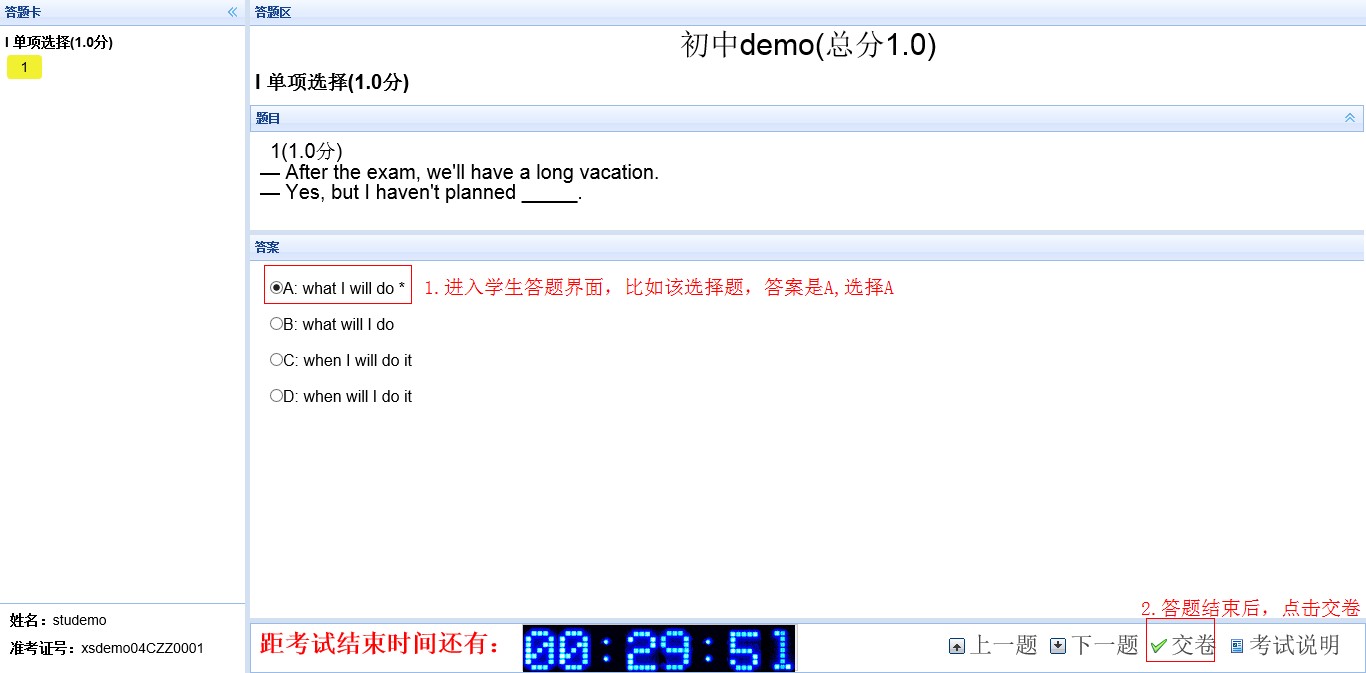 答题卡
I 单项选择(1.0分)
1
姓名：studemo
准考证号：xsdemo04CZZ0001
答题区
初中demo(总分1.0)
I 单项选择(1.0分)
题目
1(1.0分)
— After the exam, we'll have a long vacation.
— Yes, but I haven't planned _____.
答案
A: what I will do *
1.进入学生答题界面，比如该选择题，答案是A,选择A
B: what will I do
C: when I will do it
D: when will I do it
2.答题结束后，点击交卷
距考试结束时间还有：
00:29:51
上一题 下一题 交卷 考试说明